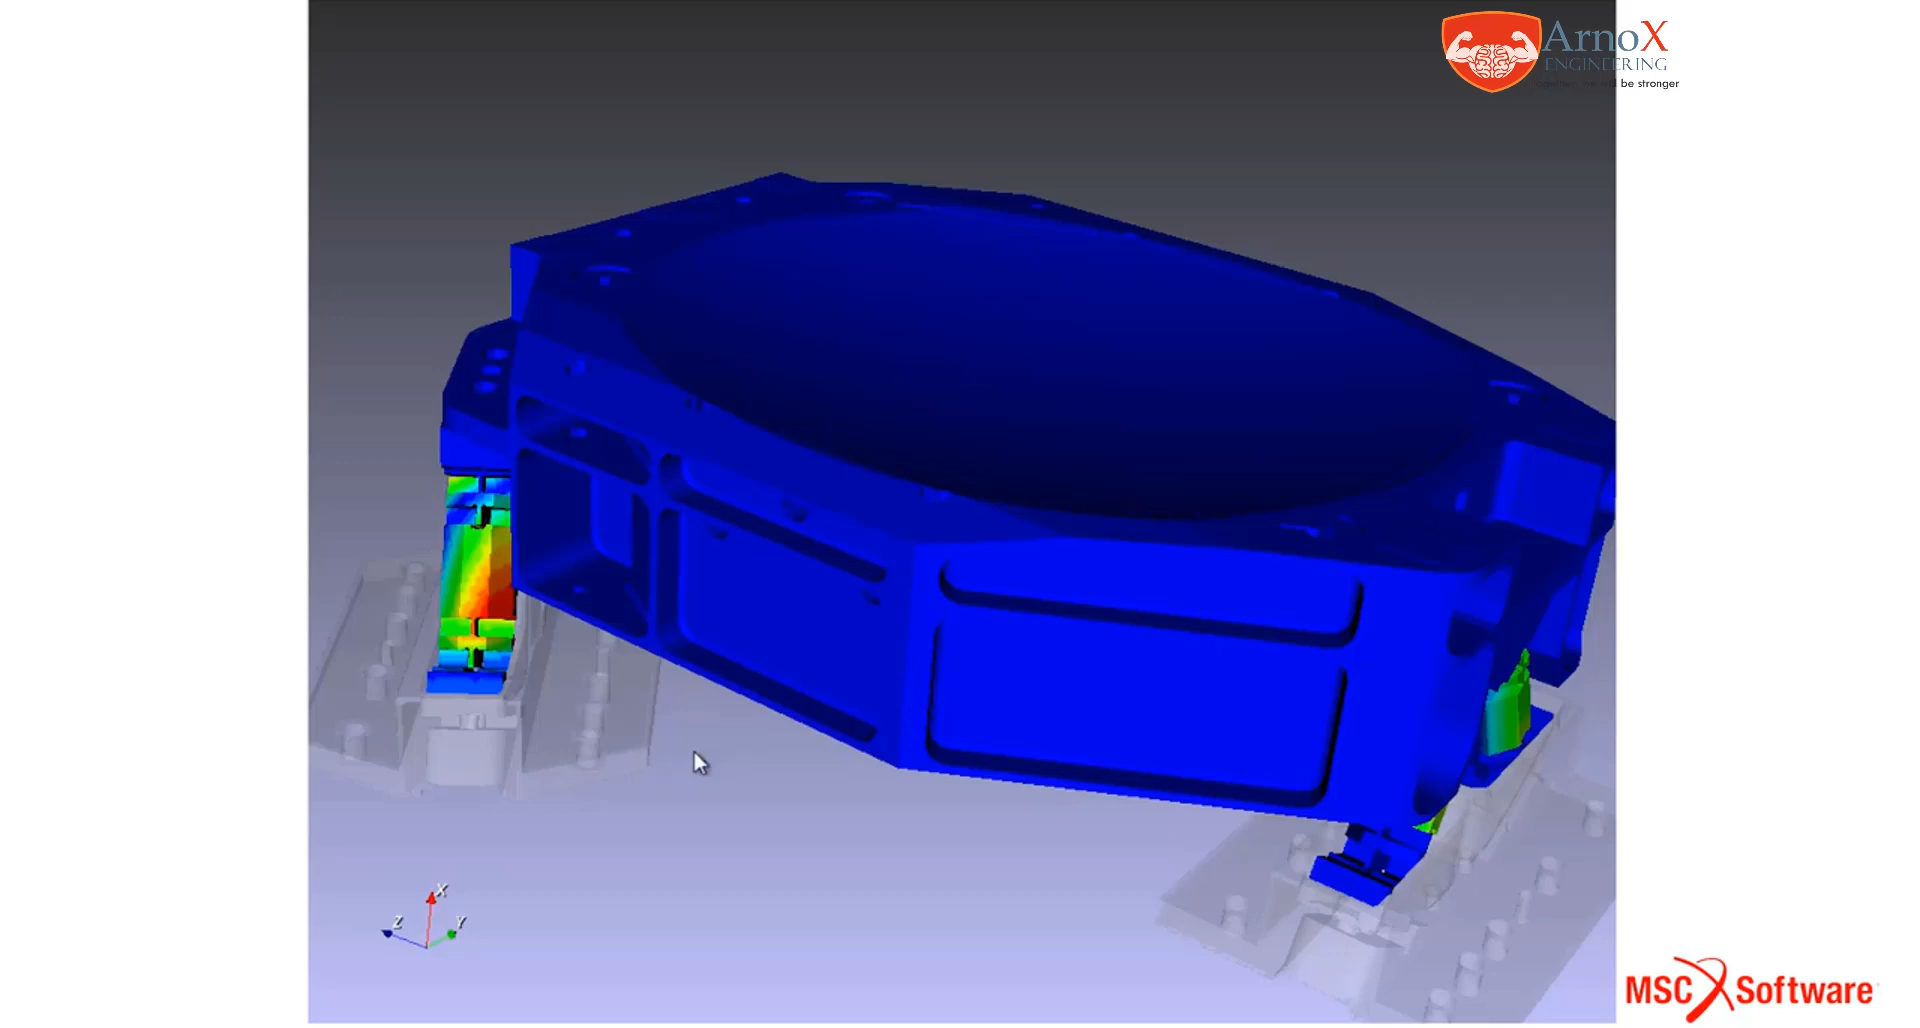 ArnoX
ENGINEERING
be stronger
X
Z
Y
MSC Software